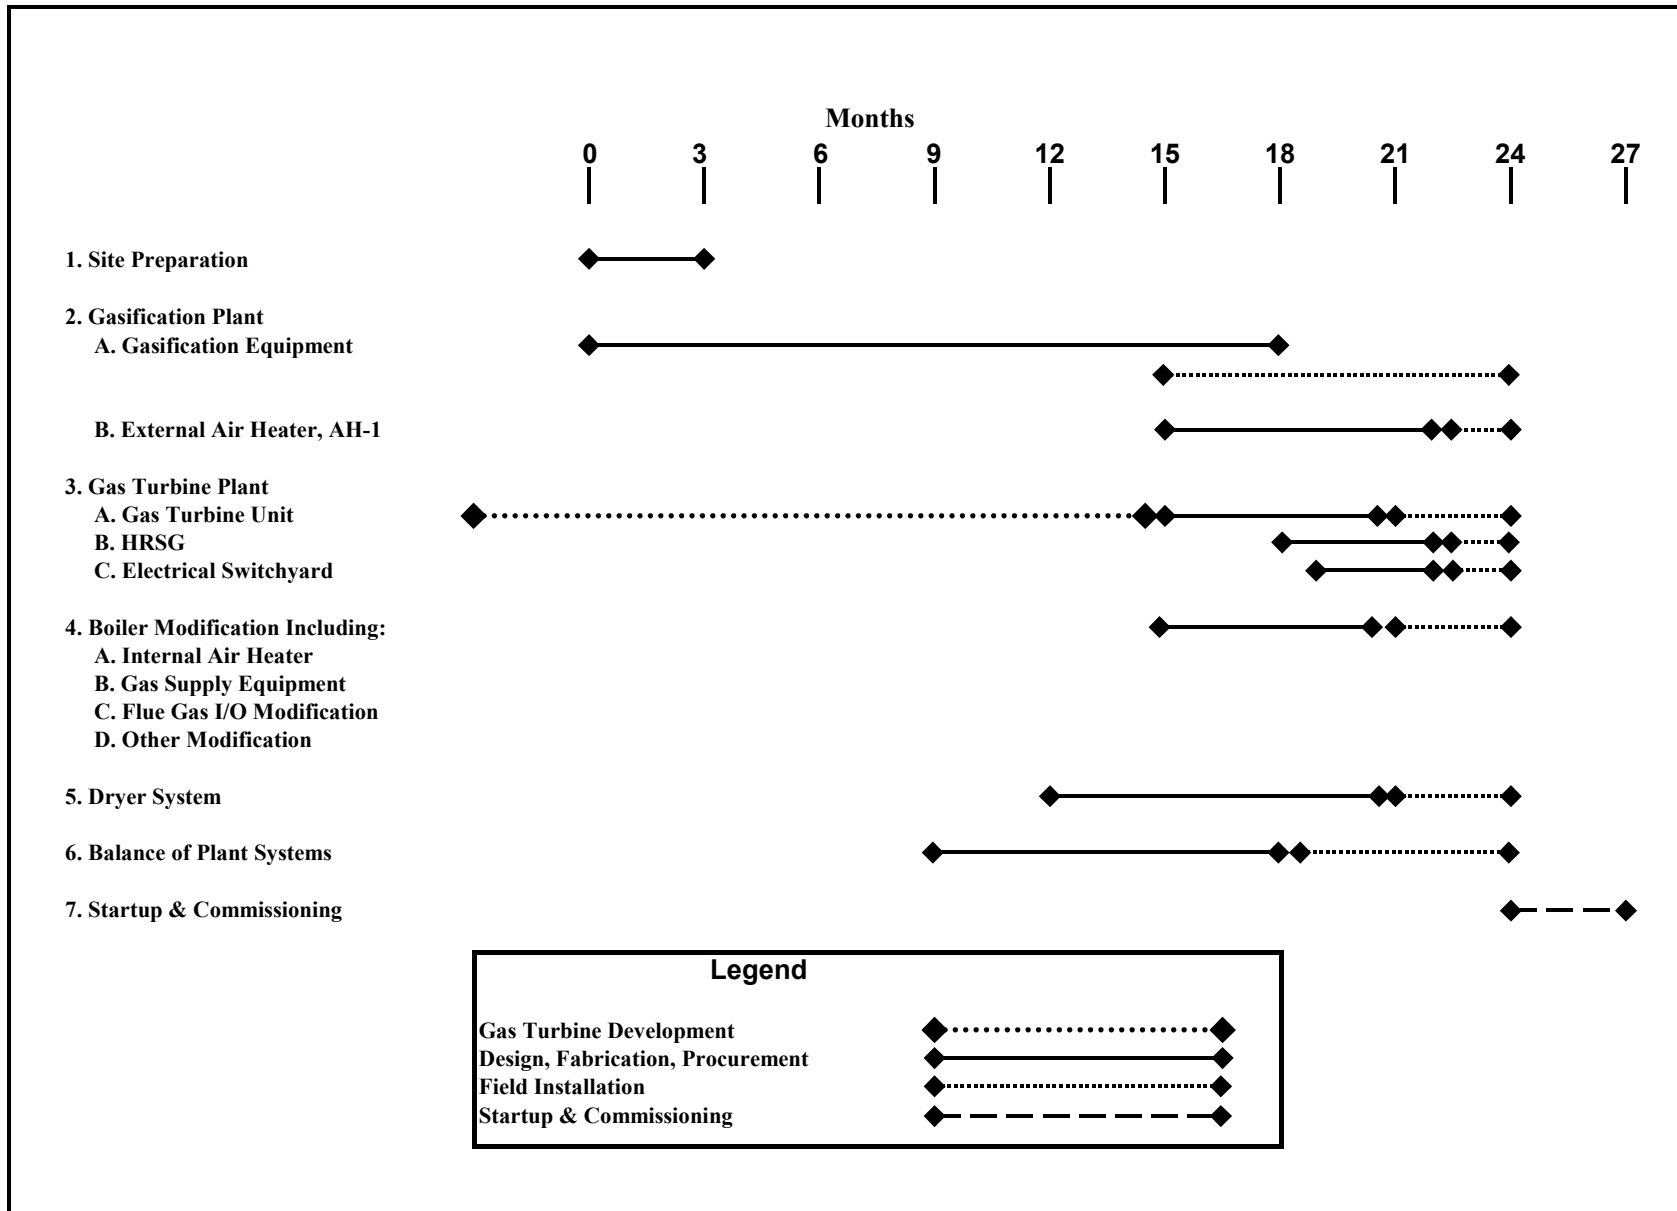 Months
0 3 6 9 12 15 18 21 24 27
1. Site Preparation
2. Gasification Plant
A. Gasification Equipment
B. External Air Heater, AH-1
3. Gas Turbine Plant
A. Gas Turbine Unit
B. HRSG
C. Electrical Switchyard
4. Boiler Modification Including:
A. Internal Air Heater
B. Gas Supply Equipment
C. Flue Gas I/O Modification
D. Other Modification
5. Dryer System
6. Balance of Plant Systems
7. Startup & Commissioning
Legend
Gas Turbine Development
Design, Fabrication, Procurement
Field Installation
Startup & Commissioning